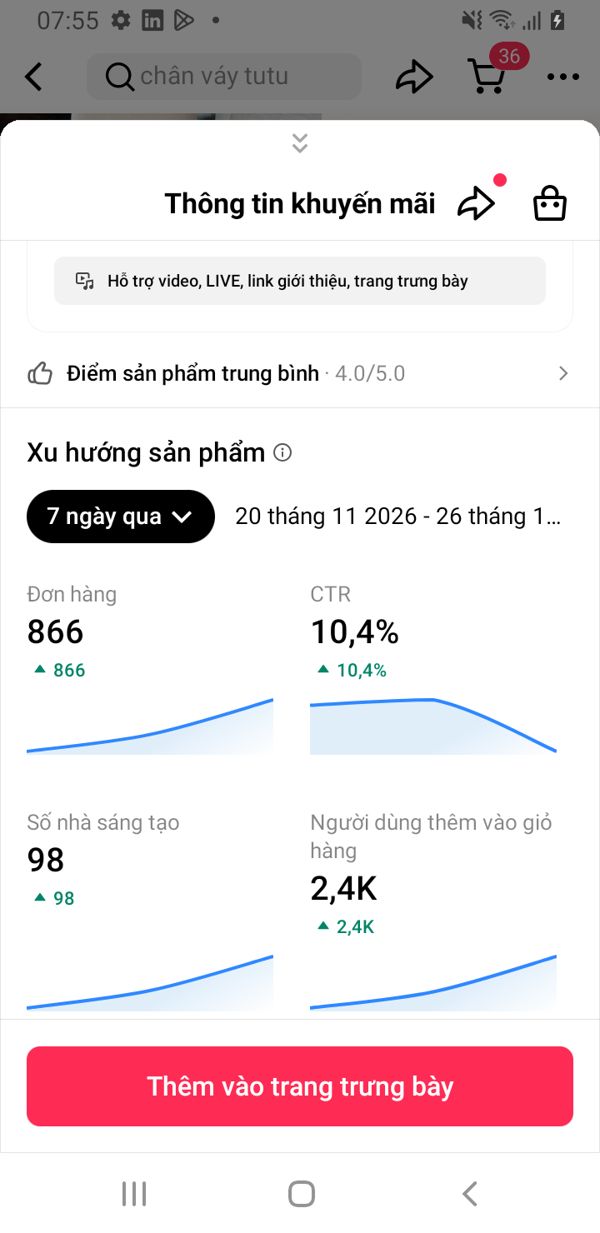 07:55
chân váy tutu
36
Thông tin khuyến mãi
Hỗ trợ video, LIVE, link giới thiệu, trang trưng bày
Điểm sản phẩm trung bình · 4.0/5.0
Xu hướng sản phẩm
7 ngày qua
20 tháng 11 2026 - 26 tháng 1...
Đơn hàng
866
866
CTR
10,4%
10,4%
Số nhà sáng tạo
98
98
Người dùng thêm vào giỏ
hàng
2,4K
2,4K
Thêm vào trang trưng bày